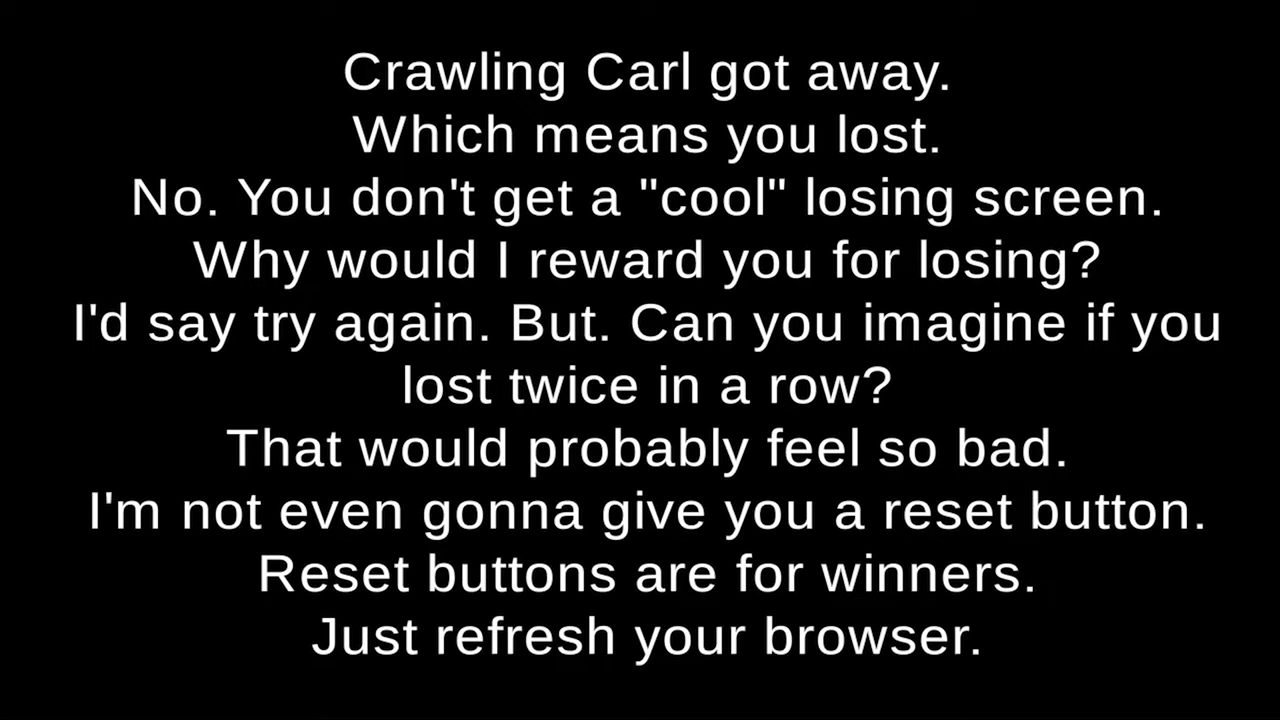 Crawling Carl got away.
Which means you lost.
No. You don't get a "cool" losing screen.
Why would I reward you for losing?
I'd say try again. But. Can you imagine if you
lost twice in a row?
That would probably feel so bad.
I'm not even gonna give you a reset button.
Reset buttons are for winners.
Just refresh your browser.